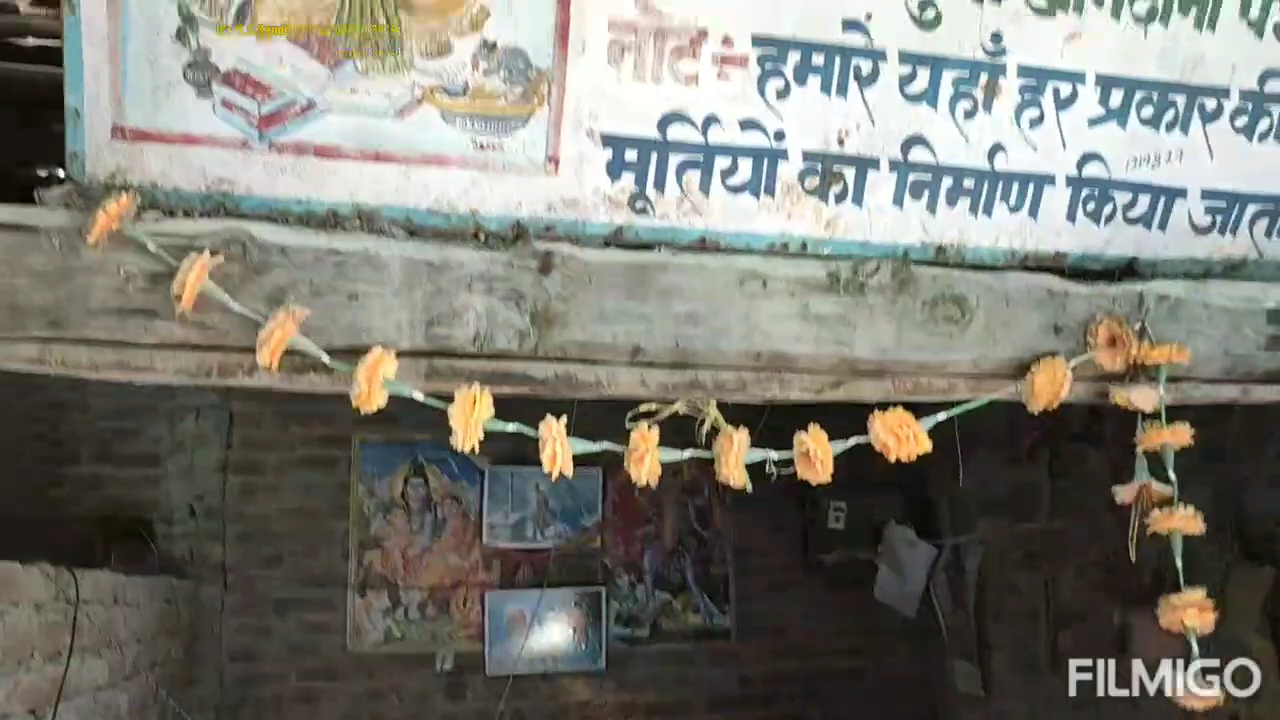 नोट :- हमारे यहाँ हर प्रकार की
मूर्तियों का निर्माण किया जाता
FILMIGO